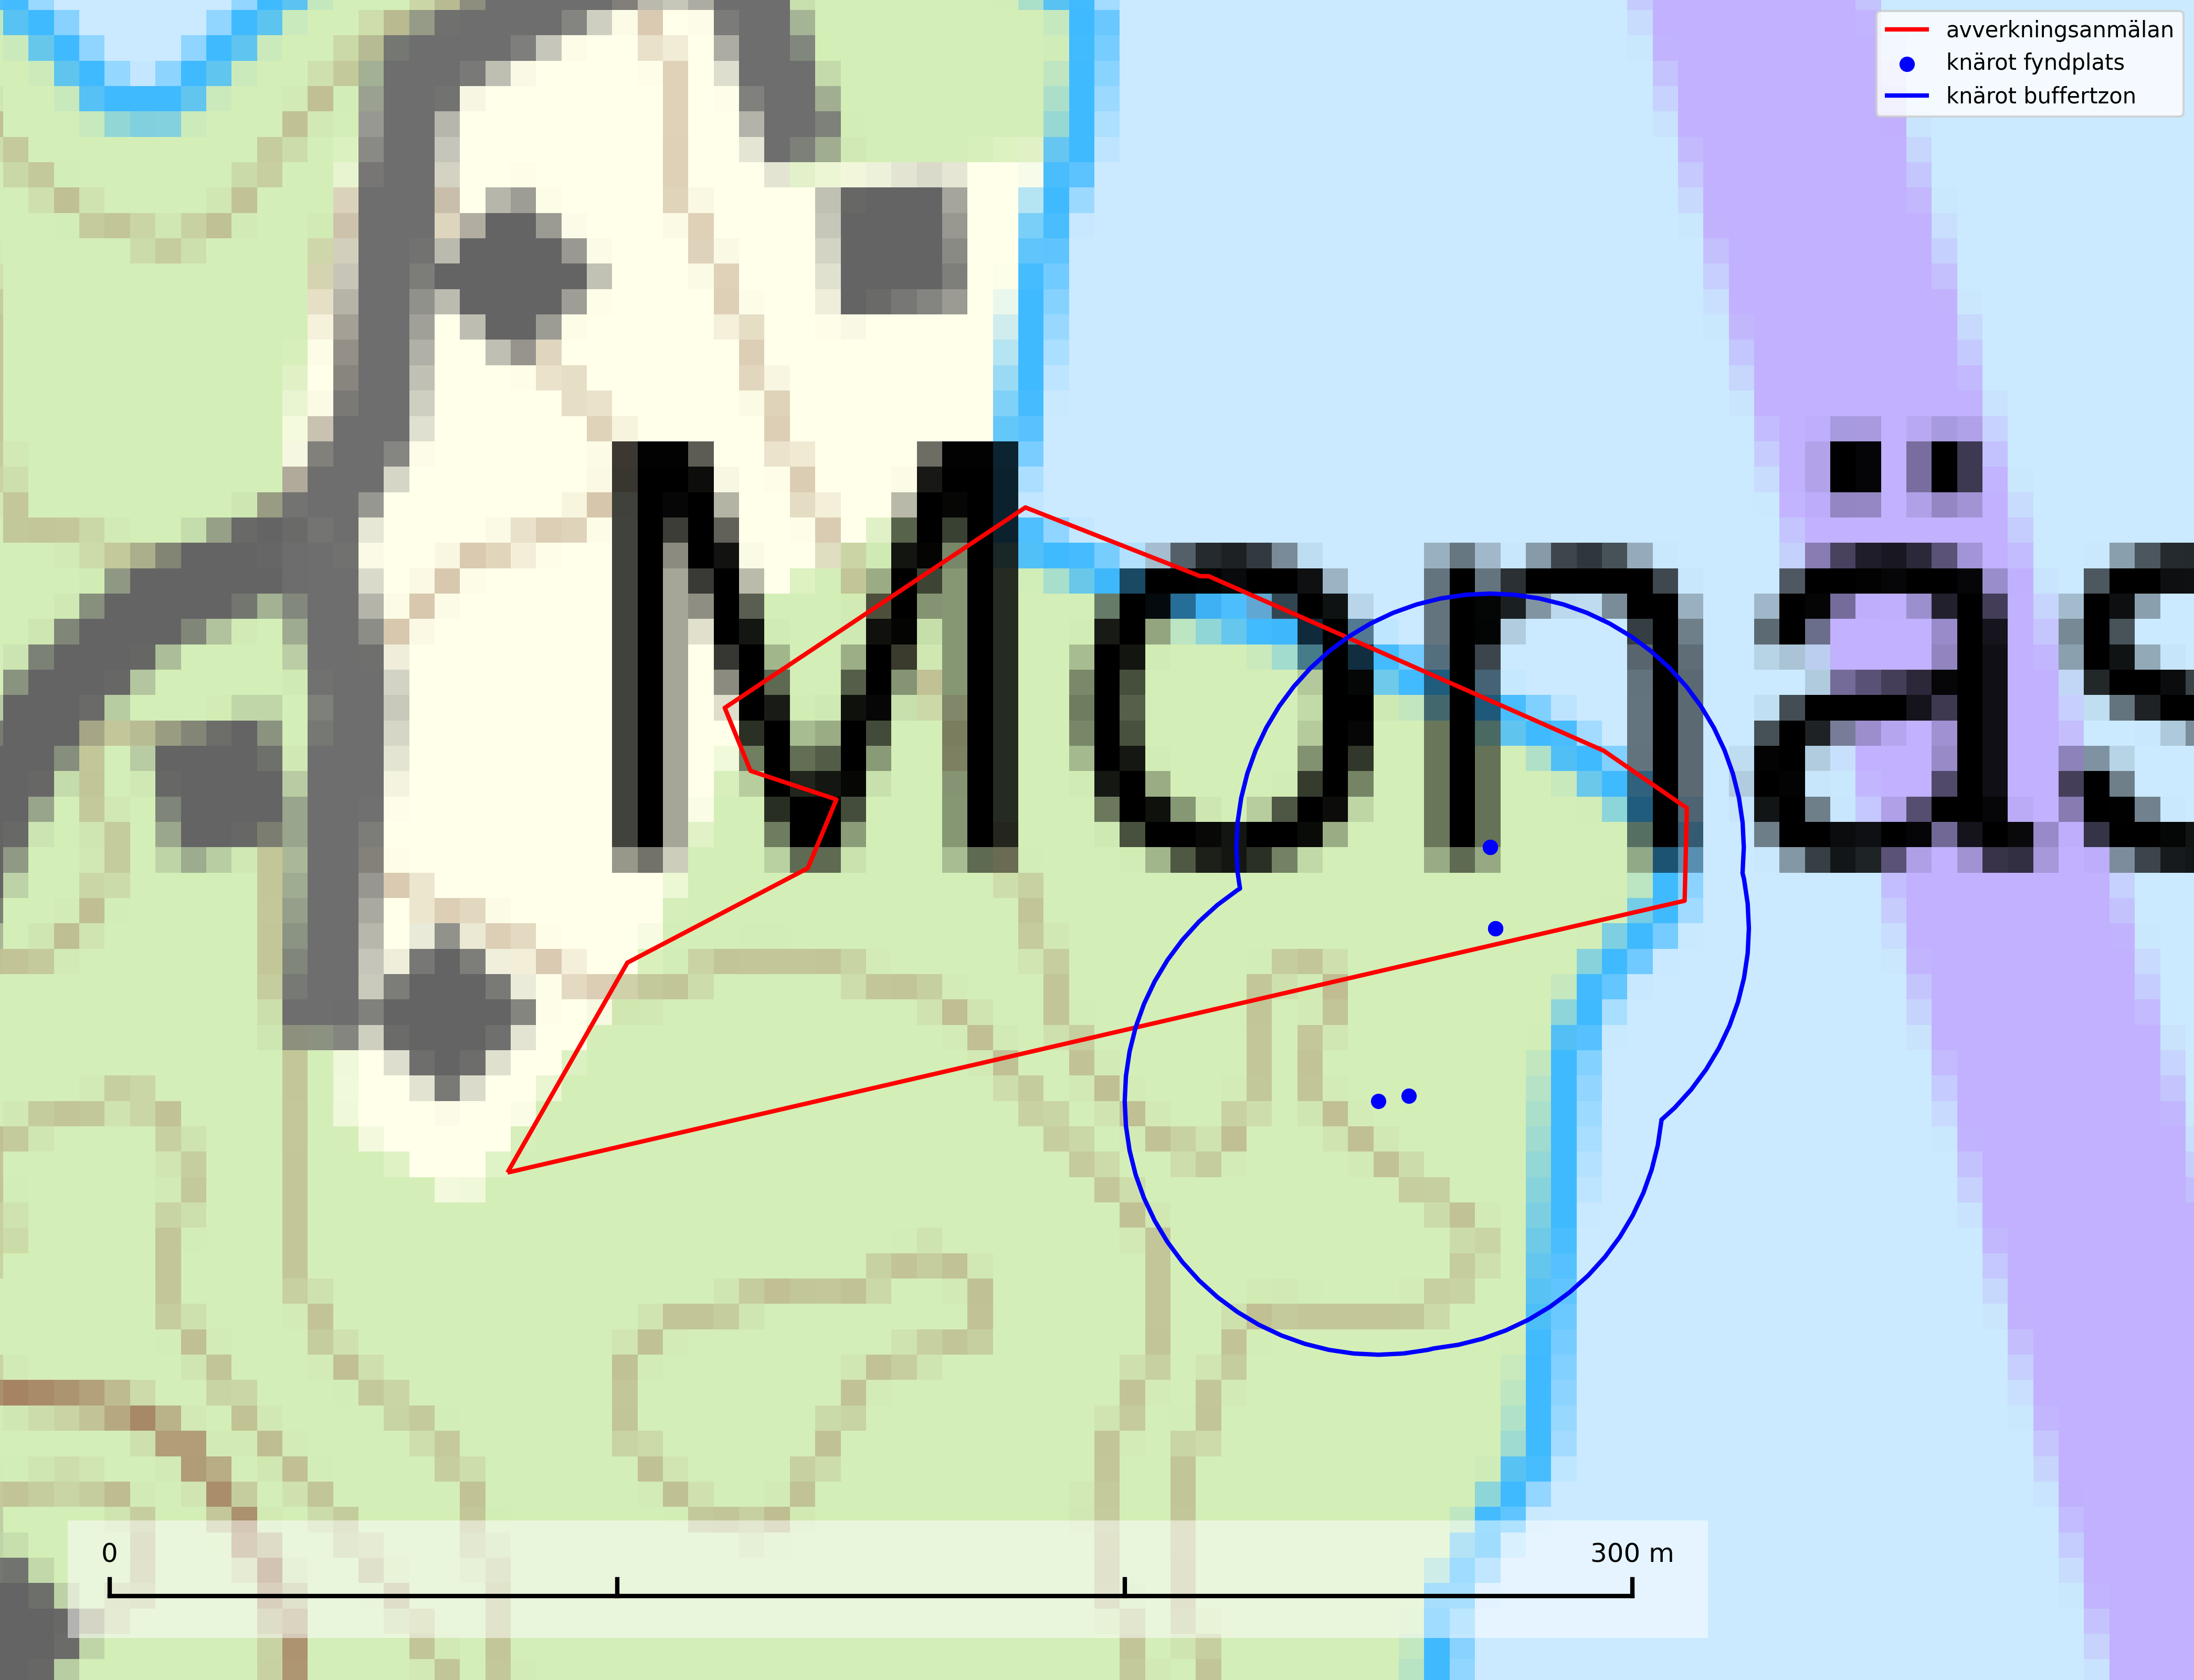 avverkningsanmälan
knärot fyndplats
knärot buffertzon
Monäs
0 300 m